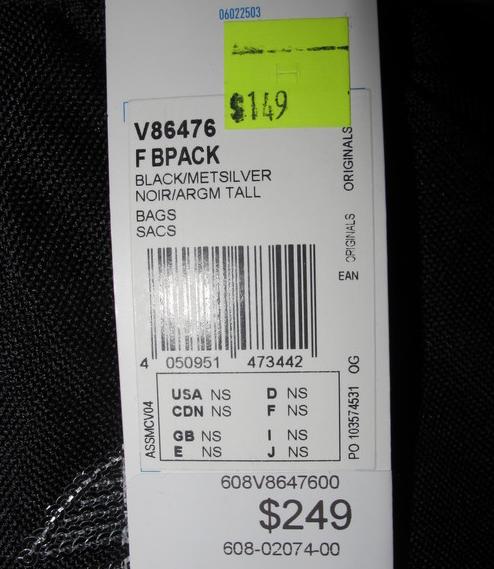 06022503
H
$149
V86476
F BPACK
BLACK/METSILVER
NOIR/ARGM TALL
BAGS
SACS
ORIGINALS
ORIGINALS
EAN
4 050951 473442
ASSMCV04
USA NS D NS
CDN NS F NS
GB NS I NS
E NS J NS
PO 103574531 OG
608V8647600
$249
608-02074-00